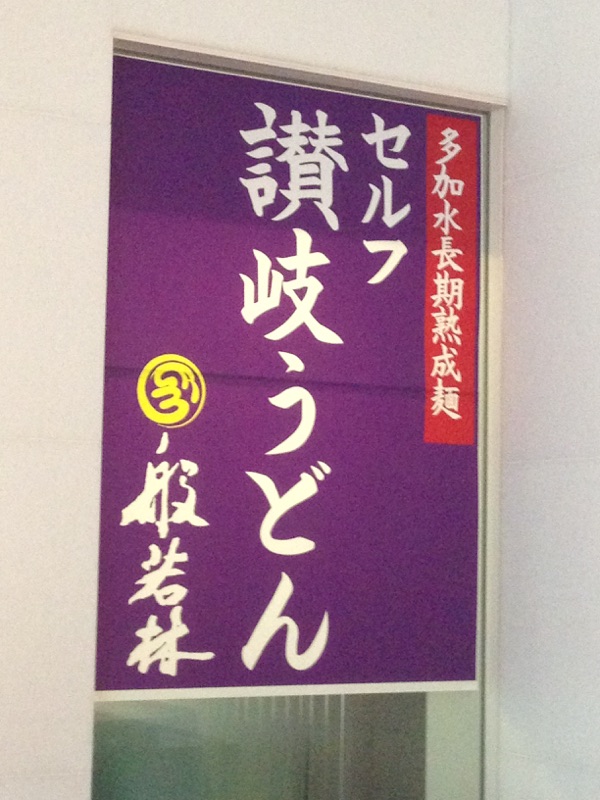 多加水長期熟成麺
セルフ
讃岐うどん
般若林